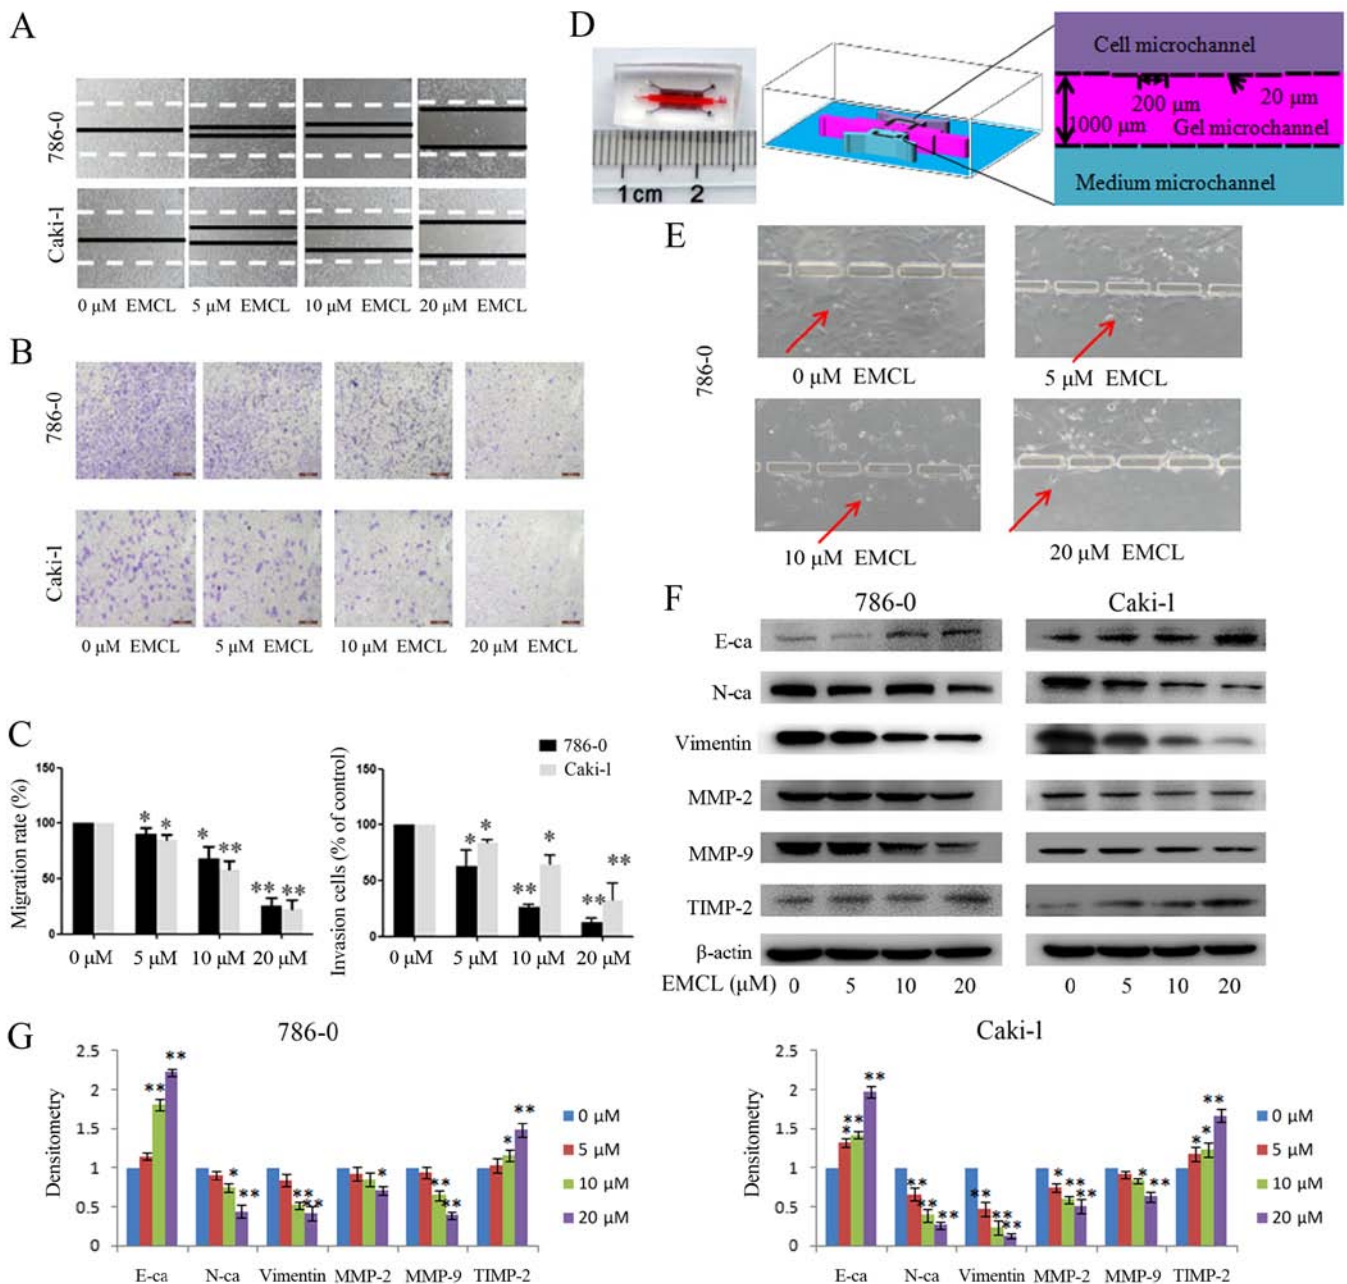 A
786-0
Caki-1
0 μM EMCL
5 μM EMCL
10 μM EMCL
20 μM EMCL
B
786-0
Caki-1
0 μM EMCL
5 μM EMCL
10 μM EMCL
20 μM EMCL
C
786-0
Caki-1
Migration rate (%)
150
100
50
0
* * * ** ** **
0 μM 5 μM 10 μM 20 μM
Invasion cells (% of control)
150
100
50
0
* * ** * ** **
0 μM 5 μM 10 μM 20 μM
D
1 cm 2
Cell microchannel
200 μm
20 μm
1000 μm
Gel microchannel
Medium microchannel
E
786-0
0 μM EMCL
5 μM EMCL
10 μM EMCL
20 μM EMCL
F
786-0
Caki-1
E-ca
N-ca
Vimentin
MMP-2
MMP-9
TIMP-2
β-actin
EMCL (μM) 0 5 10 20
0 5 10 20
G
786-0
Densitometry
2.5
2
1.5
1
0.5
0
** ** * ** ** ** * ** ** * **
E-ca N-ca Vimentin MMP-2 MMP-9 TIMP-2
0 μM
5 μM
10 μM
20 μM
Caki-1
Densitometry
2.5
2
1.5
1
0.5
0
** ** ** ** ** ** ** ** ** * ** ** * ** * * **
E-ca N-ca Vimentin MMP-2 MMP-9 TIMP-2
0 μM
5 μM
10 μM
20 μM